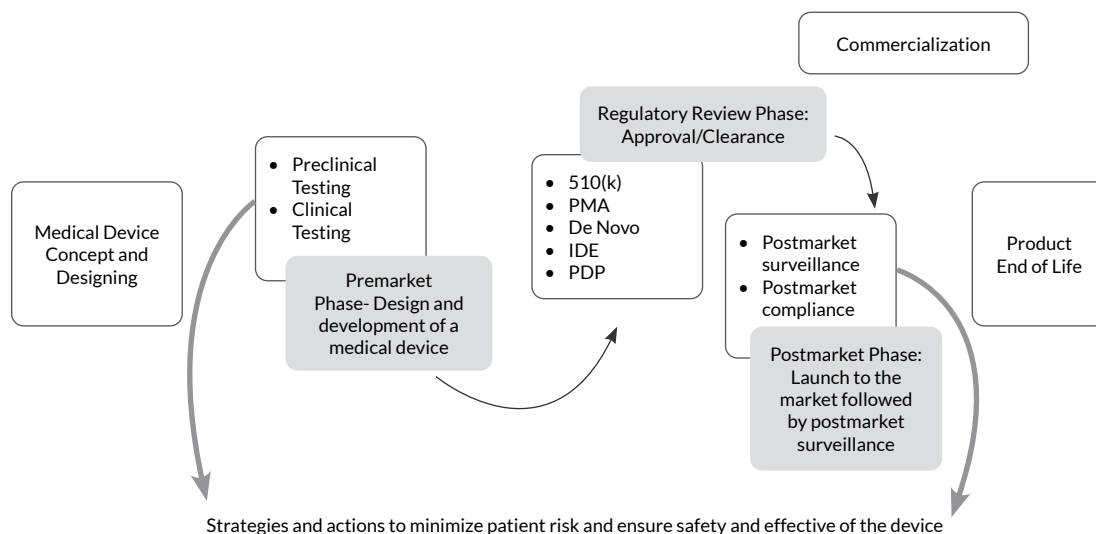 Commercialization
Regulatory Review Phase:
Approval/Clearance
Medical Device
Concept and
Designing
• Preclinical
Testing
• Clinical
Testing
Premarket
Phase- Design and
development of a
medical device
• 510(k)
• PMA
• De Novo
• IDE
• PDP
• Postmarket
surveillance
• Postmarket
compliance
Postmarket Phase:
Launch to the
market followed
by postmarket
surveillance
Product
End of Life
Strategies and actions to minimize patient risk and ensure safety and effective of the device